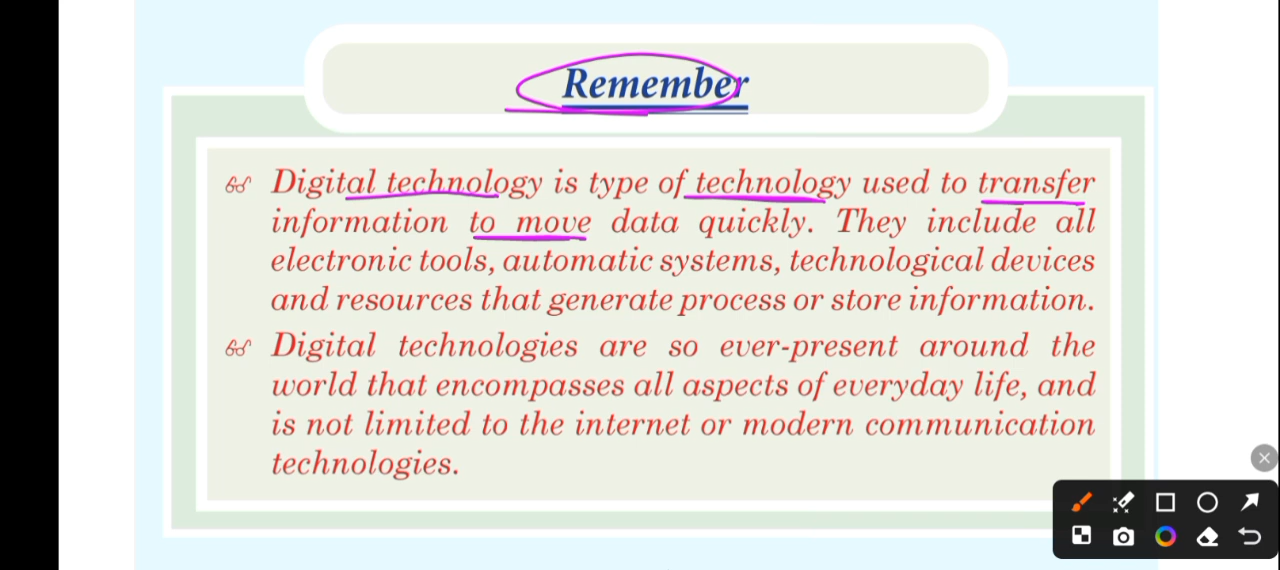 Remember
Digital technology is type of technology used to transfer
information to move data quickly. They include all
electronic tools, automatic systems, technological devices
and resources that generate process or store information.
Digital technologies are so ever-present around the
world that encompasses all aspects of everyday life, and
is not limited to the internet or modern communication
technologies.